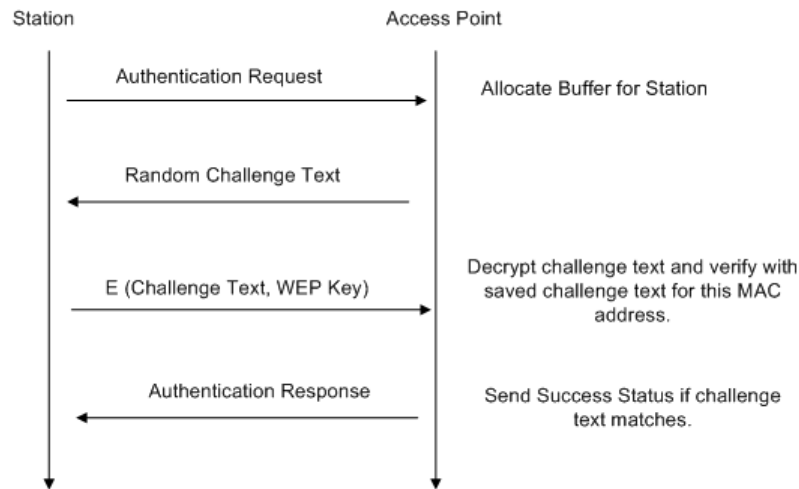 Station
Access Point
Authentication Request
Allocate Buffer for Station
Random Challenge Text
E (Challenge Text, WEP Key)
Decrypt challenge text and verify with
saved challenge text for this MAC
address.
Authentication Response
Send Success Status if challenge
text matches.